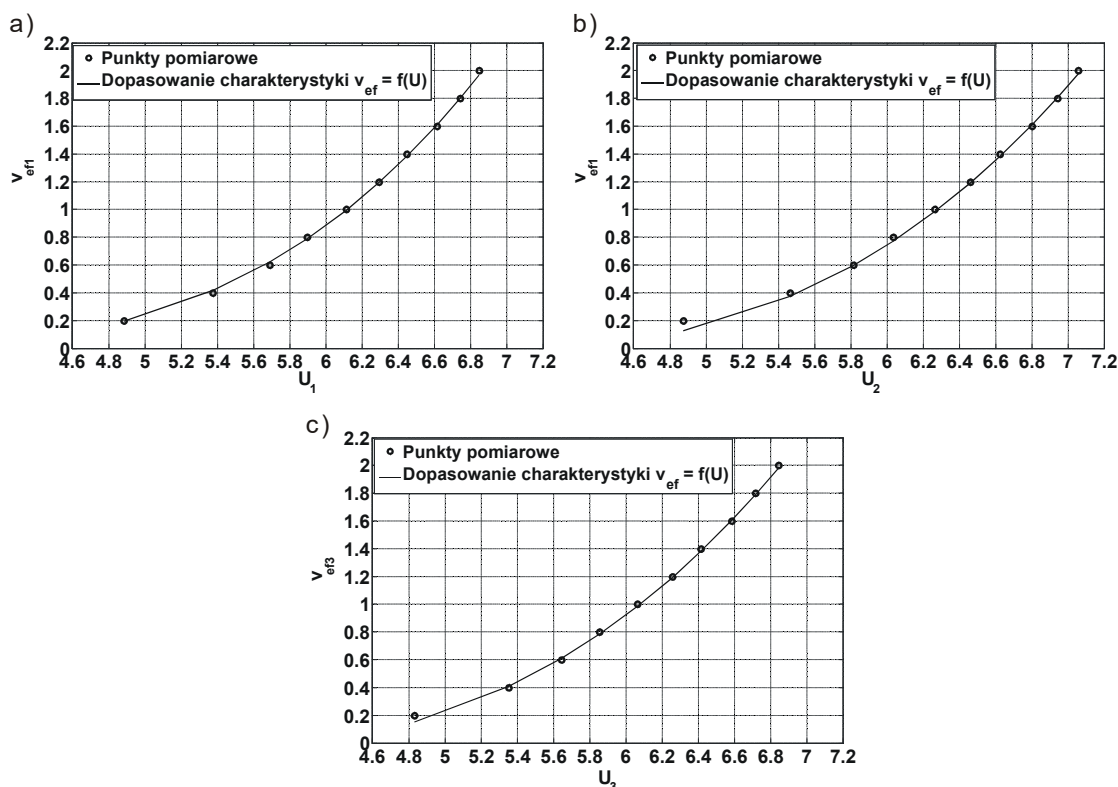 a)
2.2
2
1.8
1.6
1.4
1.2
1
0.8
0.6
0.4
0.2
0
v_ef1
Punkty pomiarowe
Dopasowanie charakterystyki v_ef = f(U)
4.6 4.8 5 5.2 5.4 5.6 5.8 6 6.2 6.4 6.6 6.8 7 7.2
U_1
b)
2.2
2
1.8
1.6
1.4
1.2
1
0.8
0.6
0.4
0.2
0
v_ef1
Punkty pomiarowe
Dopasowanie charakterystyki v_ef = f(U)
4.6 4.8 5 5.2 5.4 5.6 5.8 6 6.2 6.4 6.6 6.8 7 7.2
U_2
c)
2.2
2
1.8
1.6
1.4
1.2
1
0.8
0.6
0.4
0.2
0
v_ef3
Punkty pomiarowe
Dopasowanie charakterystyki v_ef = f(U)
4.6 4.8 5 5.2 5.4 5.6 5.8 6 6.2 6.4 6.6 6.8 7 7.2
U_3